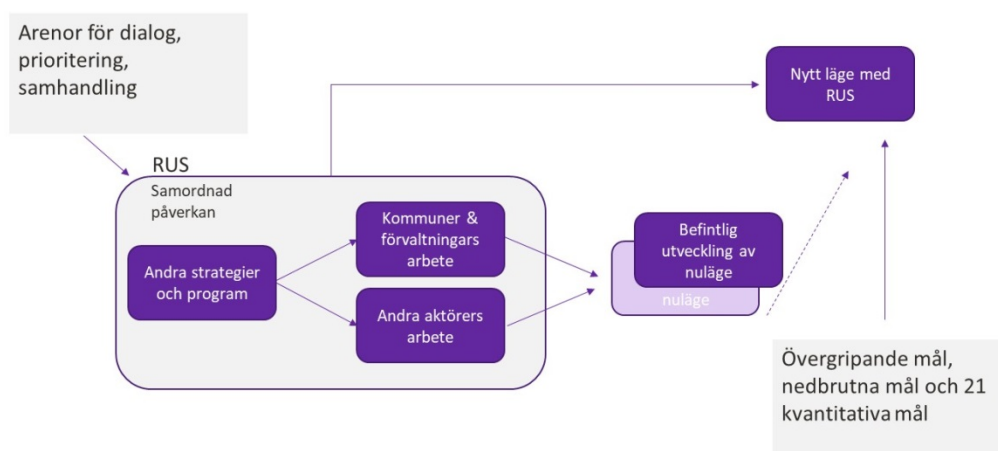 Arenor för dialog,
prioritering,
samhandling
Nytt läge med
RUS
RUS
Samordnad
påverkan
Kommuner &
förvaltningars
arbete
Andra strategier
och program
Andra aktörers
arbete
Befintlig
utveckling av
nuläge
nuläge
Övergripande mål,
nedbrutna mål och 21
kvantitativa mål